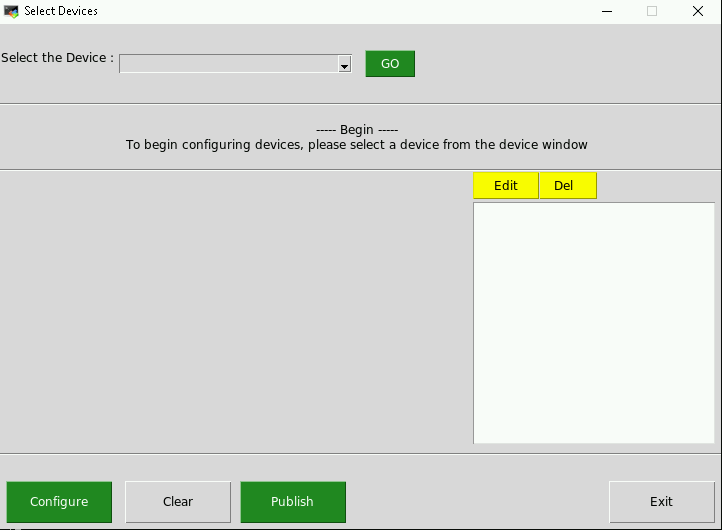 Select Devices
Select the Device :
GO
----- Begin -----
To begin configuring devices, please select a device from the device window
Edit
Del
Configure
Clear
Publish
Exit